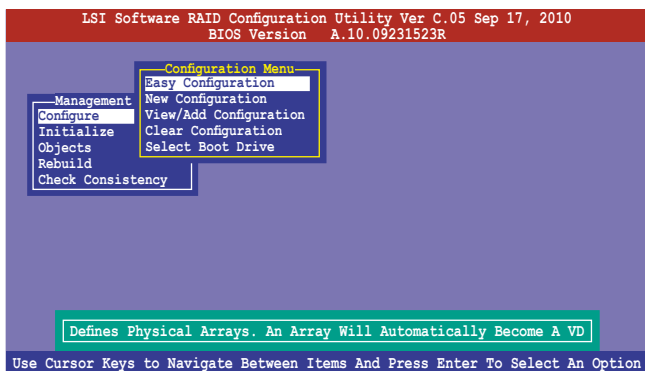 LSI Software RAID Configuration Utility Ver C.05 Sep 17, 2010
BIOS Version A.10.09231523R
Configuration Menu
Easy Configuration
New Configuration
View/Add Configuration
Clear Configuration
Select Boot Drive
Management
Configure
Initialize
Objects
Rebuild
Check Consistency
Defines Physical Arrays. An Array Will Automatically Become A VD
Use Cursor Keys to Navigate Between Items And Press Enter To Select An Option